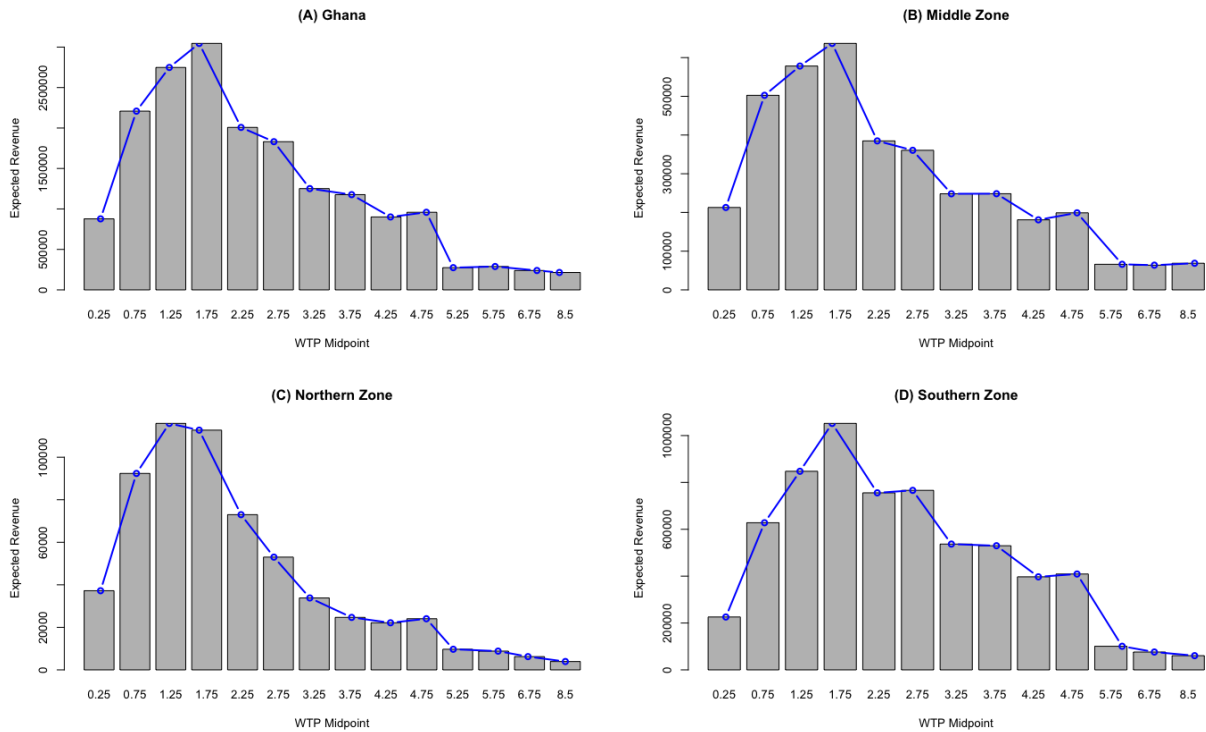 (A) Ghana
Expected Revenue
2500000
1500000
500000
0
0.25 0.75 1.25 1.75 2.25 2.75 3.25 3.75 4.25 4.75 5.25 5.75 6.75 8.5
WTP Midpoint
(B) Middle Zone
Expected Revenue
500000
300000
100000
0
0.25 0.75 1.25 1.75 2.25 2.75 3.25 3.75 4.25 4.75 5.75 6.75 8.5
WTP Midpoint
(C) Northern Zone
Expected Revenue
100000
60000
20000
0
0.25 0.75 1.25 1.75 2.25 2.75 3.25 3.75 4.25 4.75 5.25 5.75 6.75 8.5
WTP Midpoint
(D) Southern Zone
Expected Revenue
1000000
600000
200000
0
0.25 0.75 1.25 1.75 2.25 2.75 3.25 3.75 4.25 4.75 5.75 6.75 8.5
WTP Midpoint